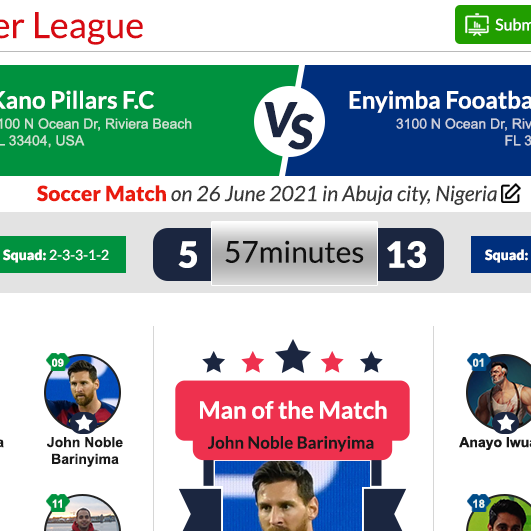 er League
Subm
Kano Pillars F.C
VS
Enyimba Fooatba
100 N Ocean Dr, Riviera Beach
L 33404, USA
3100 N Ocean Dr, Riv
FL 3
Soccer Match on 26 June 2021 in Abuja city, Nigeria
Squad: 2-3-3-1-2
5
57minutes
13
Squad:
09
John Noble
Barinyima
a
Man of the Match
John Noble Barinyima
01
Anayo Iwua
11
18